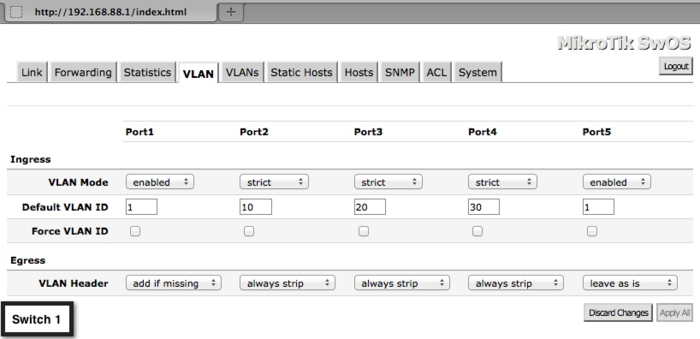 http://192.168.88.1/index.html
MikroTik SwOS
Link Forwarding Statistics VLAN VLANs Static Hosts Hosts SNMP ACL System Logout
Port1 Port2 Port3 Port4 Port5
Ingress
VLAN Mode enabled strict strict strict enabled
Default VLAN ID 1 10 20 30 1
Force VLAN ID
Egress
VLAN Header add if missing always strip always strip always strip leave as is
Discard Changes Apply All
Switch 1